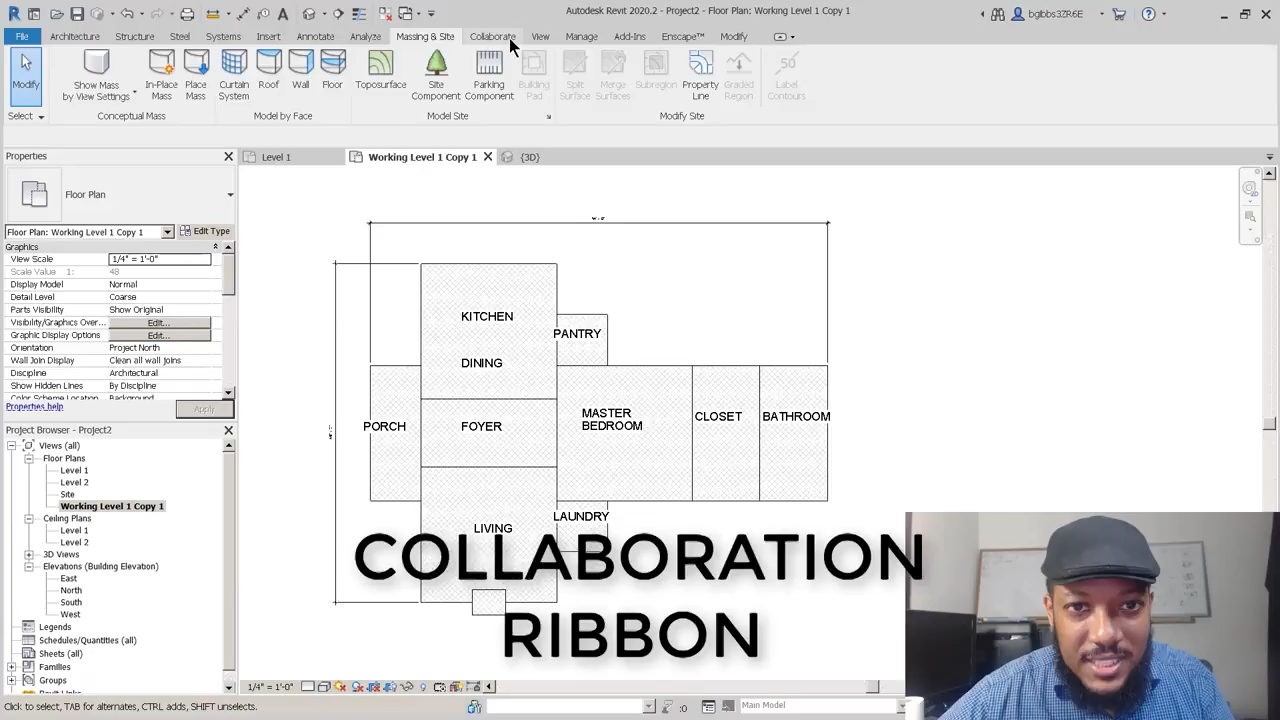 Autodesk Revit 2020.2 - Project2 - Floor Plan: Working Level 1 Copy 1
bgibbs3ZR6E
File Architecture Structure Steel Systems Insert Annotate Analyze Massing & Site Collaborate View Manage Add-Ins Enscape™ Modify
Modify
Show Mass
by View Settings
In-Place
Mass
Place
Mass
Curtain
System
Roof
Wall
Floor
Toposurface
Site
Component
Parking
Component
Building
Pad
Split
Surface
Merge
Surfaces
Subregion
Property
Line
Graded
Region
50
Label
Contours
Select
Conceptual Mass
Model by Face
Model Site
Modify Site
Properties
Level 1
Working Level 1 Copy 1
{3D}
Floor Plan
Floor Plan: Working Level 1 Copy 1
Edit Type
Graphics
View Scale 1/4" = 1'-0"
Scale Value 1: 48
Display Model Normal
Detail Level Coarse
Parts Visibility Show Original
Visibility/Graphics Over... Edit...
Graphic Display Options Edit...
Orientation Project North
Wall Join Display Clean all wall joins
Discipline Architectural
Show Hidden Lines By Discipline
Color Scheme Location Background
Properties help
Apply
Project Browser - Project2
Views (all)
Floor Plans
Level 1
Level 2
Site
Working Level 1 Copy 1
Ceiling Plans
Level 1
Level 2
3D Views
Elevations (Building Elevation)
East
North
South
West
Legends
Schedules/Quantities (all)
Sheets (all)
Families
Groups
Revit Links
KITCHEN
PANTRY
DINING
MASTER
BEDROOM
CLOSET
BATHROOM
PORCH
FOYER
LAUNDRY
LIVING
COLLABORATION
RIBBON
1/4" = 1'-0"
Click to select, TAB for alternates, CTRL adds, SHIFT unselects.
:0
Main Model